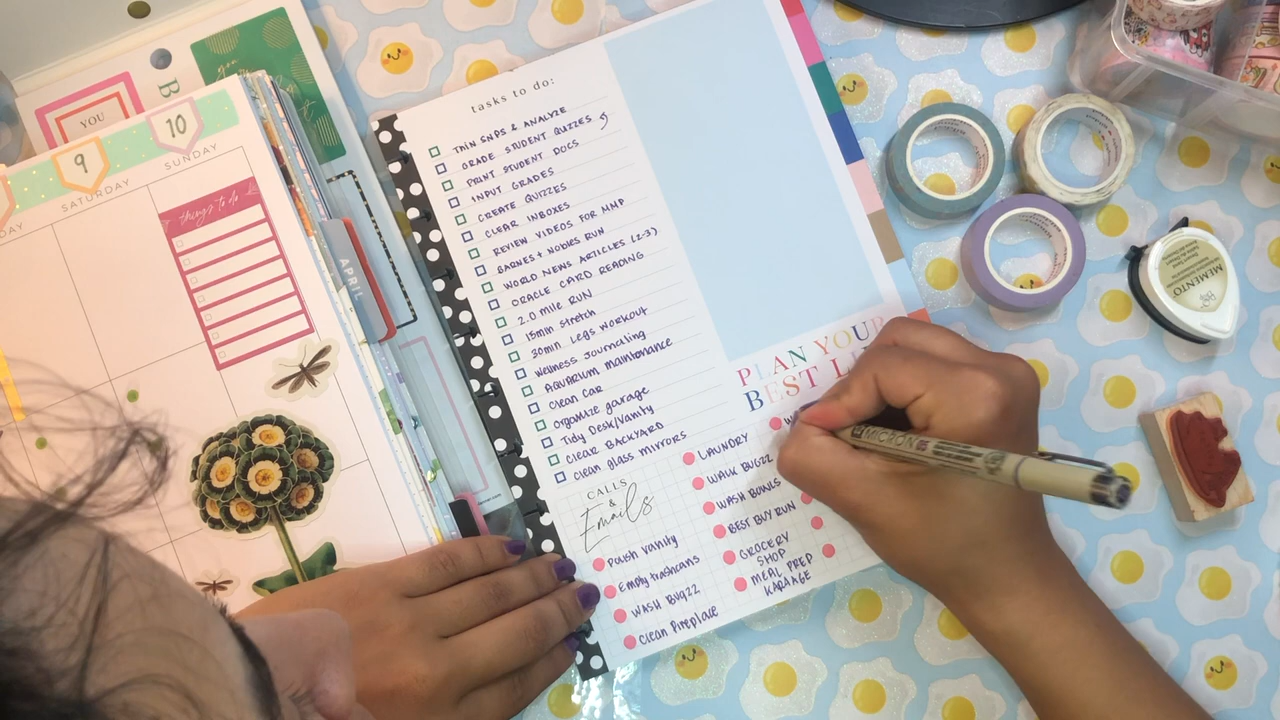 YOU
B
9
10
SATURDAY
SUNDAY
things to do:
APRIL
tasks to do:
THIN SNPS & ANALYZE
GRADE STUDENT QUIZZES
PRINT STUDENT DOCS
INPUT GRADES
CREATE QUIZZES
CLEAR INBOXES
REVIEW VIDEOS FOR MMP
BARNES + NOBLES RUN
WORLD NEWS ARTICLES (2-3)
ORACLE CARD READING
2.0 mile RUN
15min stretch
30min Legs workout
Wellness Journaling
AQUARIUM maintenance
Clean Car
Organize garage
Tidy Desk/Vanity
Clear BACKYARD
Clean glass mirrors
CALLS
&
Emails
Polish vanity
Empty trashcans
WASH BUGZZ
Clean Fireplace
PLAN YOUR
BEST
LAUNDRY
WALK BUGZZ
WASH BOWLS
BEST BUY RUN
GROCERY
SHOP
MEAL PREP
KARAAGE
MICRON
MEMENTO